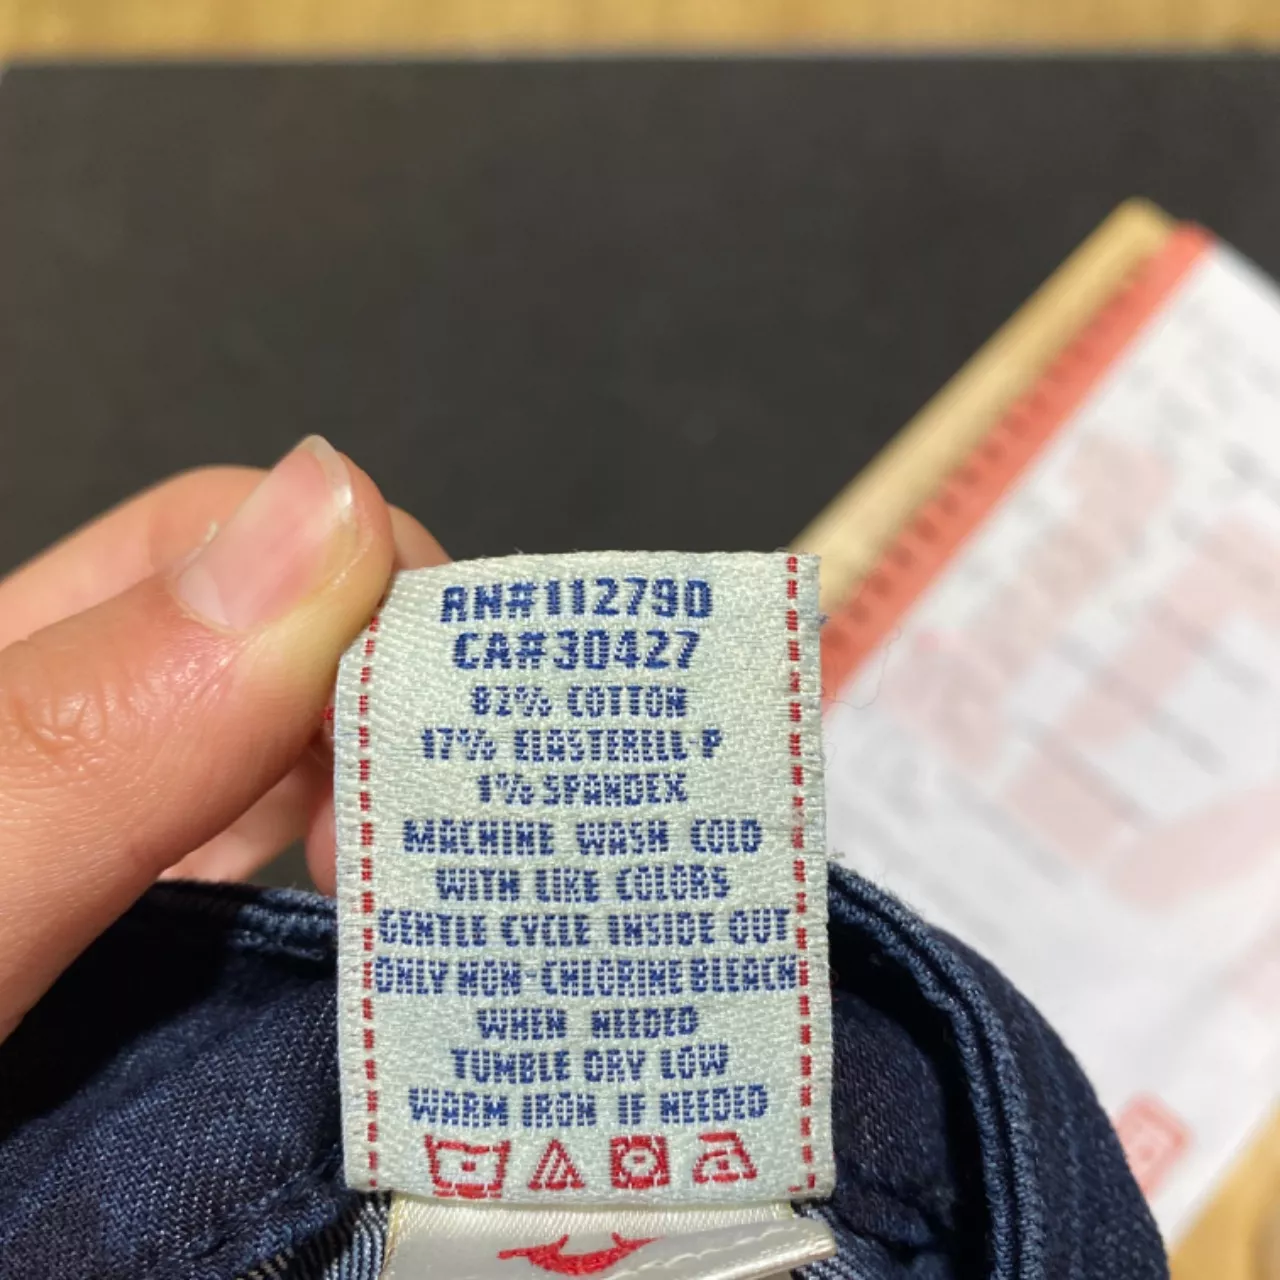 RN#112790
CA#30427
82% COTTON
17% ELASTERELL-P
1% SPANDEX
MACHINE WASH COLD
WITH LIKE COLORS
GENTLE CYCLE INSIDE OUT
ONLY NON-CHLORINE BLEACH
WHEN NEEDED
TUMBLE DRY LOW
WARM IRON IF NEEDED